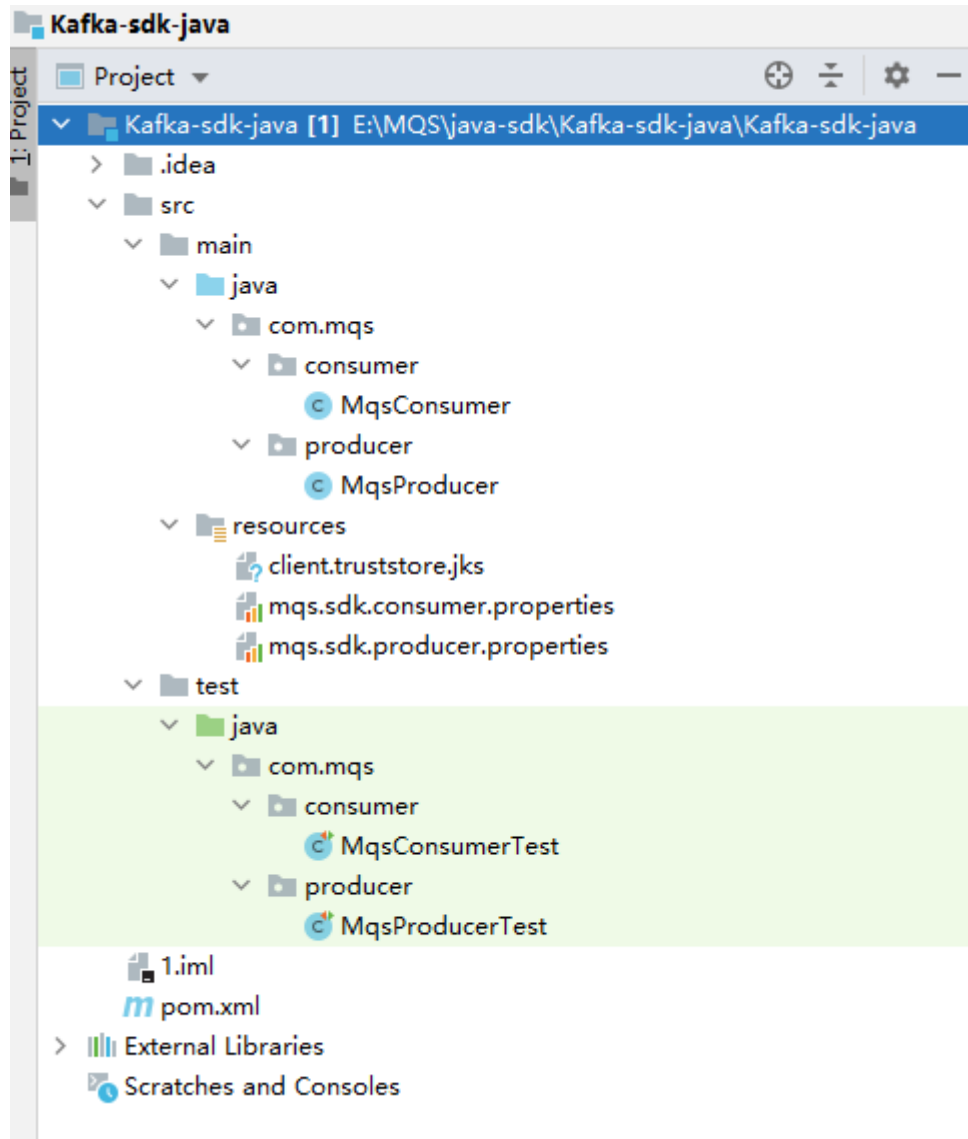 Kafka-sdk-java
Project
1: Project
Kafka-sdk-java [1] E:\MQS\java-sdk\Kafka-sdk-java\Kafka-sdk-java
.idea
src
main
java
com.mqs
consumer
MqsConsumer
producer
MqsProducer
resources
client.truststore.jks
mqs.sdk.consumer.properties
mqs.sdk.producer.properties
test
java
com.mqs
consumer
MqsConsumerTest
producer
MqsProducerTest
1.iml
pom.xml
External Libraries
Scratches and Consoles